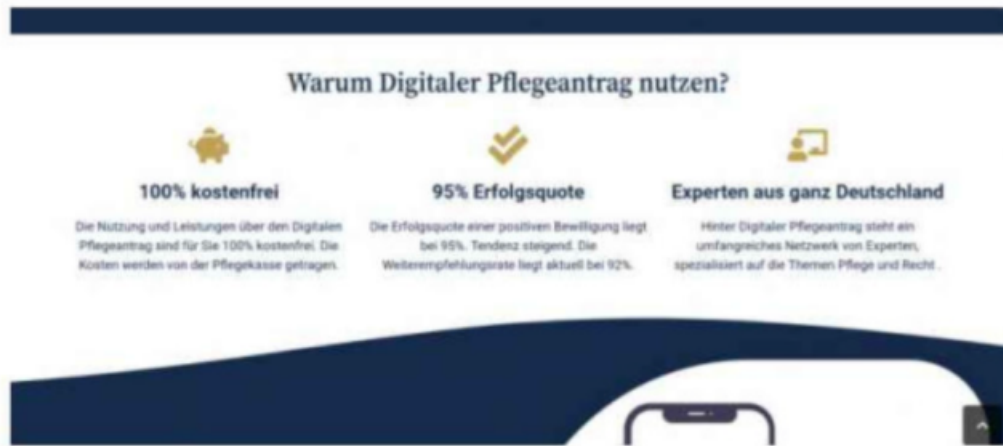 Warum Digitaler Pflegeantrag nutzen?
100% kostenfrei
Die Nutzung und Leistungen über den Digitalen
Pflegeantrag sind für Sie 100% kostenfrei. Die
Kosten werden von der Pflegekasse getragen.
95% Erfolgsquote
Die Erfolgsquote einer positiven Bewilligung liegt
bei 95%. Tendenz steigend. Die
Weiterempfehlungsrate liegt aktuell bei 92%.
Experten aus ganz Deutschland
Hinter Digitaler Pflegeantrag steht ein
umfangreiches Netzwerk von Experten,
spezialisiert auf die Themen Pflege und Recht .